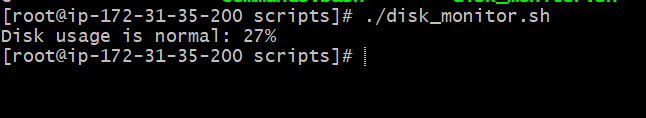 [root@ip-172-31-35-200 scripts]# ./disk_monitor.sh
Disk usage is normal: 27%
[root@ip-172-31-35-200 scripts]#